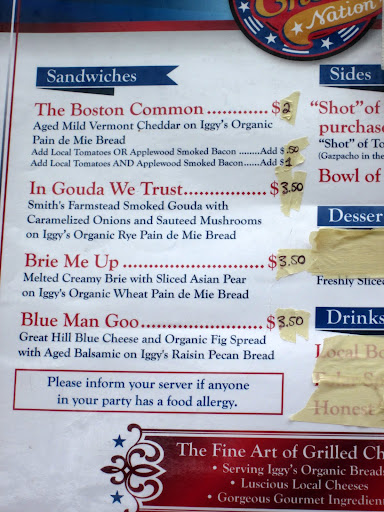 Nation
Sandwiches
The Boston Common............ $2
Aged Mild Vermont Cheddar on Iggy's Organic
Pain de Mie Bread
Add Local Tomatoes OR Applewood Smoked Bacon ........Add $.50
Add Local Tomatoes AND Applewood Smoked Bacon......Add $1
In Gouda We Trust................ $3.50
Smith's Farmstead Smoked Gouda with
Caramelized Onions and Sauteed Mushrooms
on Iggy's Organic Rye Pain de Mie Bread
Brie Me Up ........................... $3.50
Melted Creamy Brie with Sliced Asian Pear
on Iggy's Organic Wheat Pain de Mie Bread
Blue Man Goo...................... $3.50
Great Hill Blue Cheese and Organic Fig Spread
with Aged Balsamic on Iggy's Raisin Pecan Bread
Please inform your server if anyone
in your party has a food allergy.
Sides
"Shot" of
purchase
"Shot" of To
(Gazpacho in the
Bowl of
Desser
Freshly Sliced
Drinks
Local Bo
Honest
The Fine Art of Grilled Ch
• Serving Iggy's Organic Breads
• Luscious Local Cheeses
• Gorgeous Gourmet Ingredien